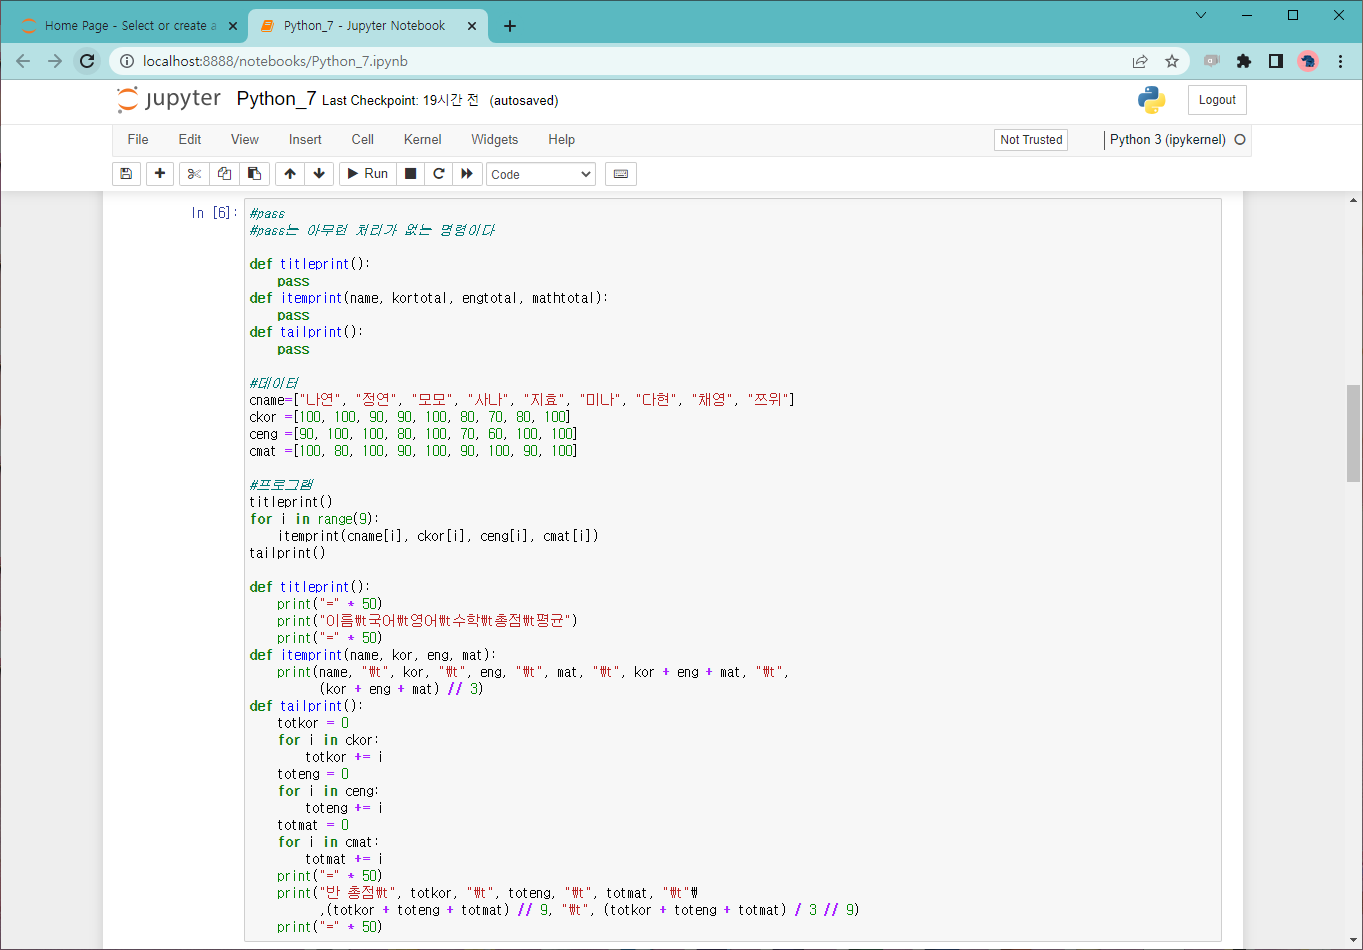 Home Page - Select or create a
Python_7 - Jupyter Notebook
localhost:8888/notebooks/Python_7.ipynb
jupyter Python_7 Last Checkpoint: 19시간 전 (autosaved)
Logout
File Edit View Insert Cell Kernel Widgets Help
Not Trusted
Python 3 (ipykernel)
Run
Code
In [6]:
#pass
#pass는 아무런 처리가 없는 명령이다
def titleprint():
    pass
def itemprint(name, kortotal, engtotal, mathtotal):
    pass
def tailprint():
    pass
#데이터
cname=["나연", "정연", "모모", "사나", "지효", "미나", "다현", "채영", "쯔위"]
ckor =[100, 100, 90, 90, 100, 80, 70, 80, 100]
ceng =[90, 100, 100, 80, 100, 70, 60, 100, 100]
cmat =[100, 80, 100, 90, 100, 90, 100, 90, 100]
#프로그램
titleprint()
for i in range(9):
    itemprint(cname[i], ckor[i], ceng[i], cmat[i])
tailprint()
def titleprint():
    print("=" * 50)
    print("이름₩t국어₩t영어₩t수학₩t총점₩t평균")
    print("=" * 50)
def itemprint(name, kor, eng, mat):
    print(name, "₩t", kor, "₩t", eng, "₩t", mat, "₩t", kor + eng + mat, "₩t",
          (kor + eng + mat) // 3)
def tailprint():
    totkor = 0
    for i in ckor:
        totkor += i
    toteng = 0
    for i in ceng:
        toteng += i
    totmat = 0
    for i in cmat:
        totmat += i
    print("=" * 50)
    print("반 총점₩t", totkor, "₩t", toteng, "₩t", totmat, "₩t"₩
          ,(totkor + toteng + totmat) // 9, "₩t", (totkor + toteng + totmat) / 3 // 9)
    print("=" * 50)